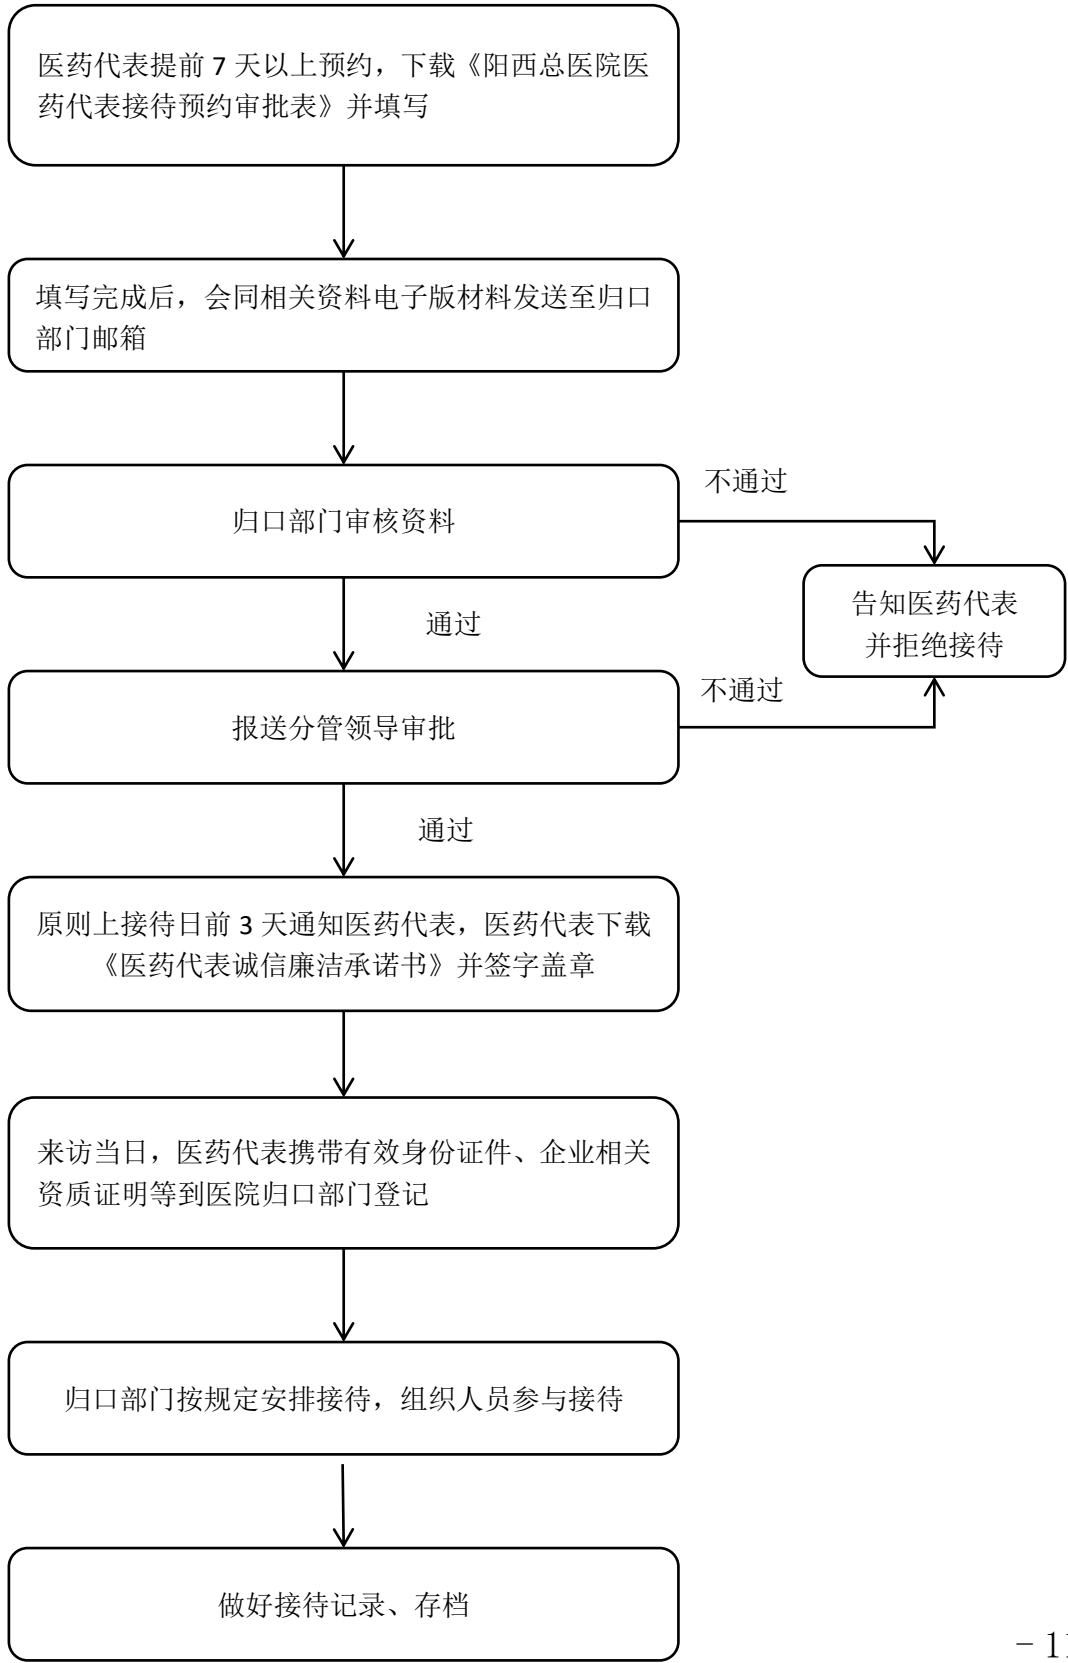 医药代表提前 7 天以上预约，下载《阳西总医院医
药代表接待预约审批表》并填写
填写完成后，会同相关资料电子版材料发送至归口
部门邮箱
归口部门审核资料
不通过
告知医药代表
并拒绝接待
通过
报送分管领导审批
不通过
通过
原则上接待日前 3 天通知医药代表，医药代表下载
《医药代表诚信廉洁承诺书》并签字盖章
来访当日，医药代表携带有效身份证件、企业相关
资质证明等到医院归口部门登记
归口部门按规定安排接待，组织人员参与接待
做好接待记录、存档
－11